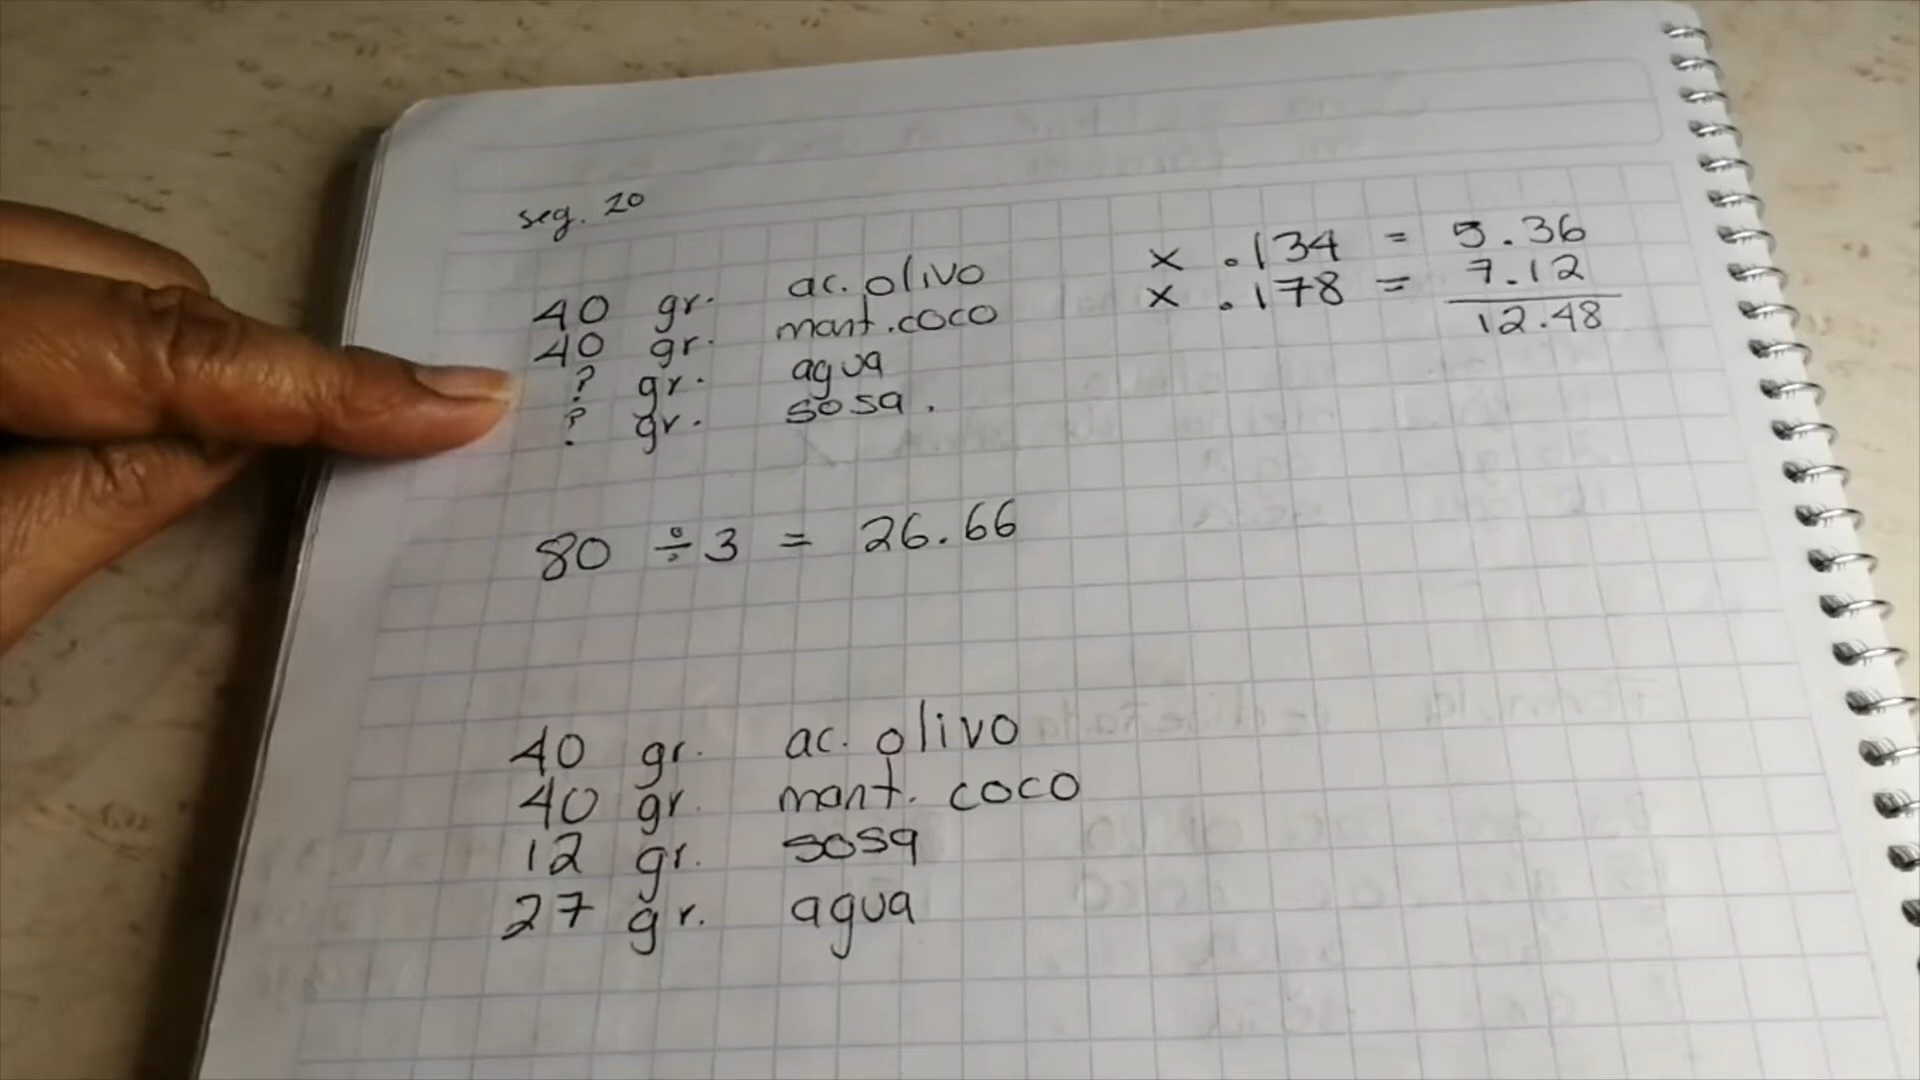 seg. 20
40 gr. ac. olivo x .134 = 5.36
40 gr. mant. coco x .178 = 7.12
12.48
? gr. agua
? gr. sosa.
80 ÷ 3 = 26.66
40 gr. ac. olivo
40 gr. mant. coco
12 gr. sosa
27 gr. agua